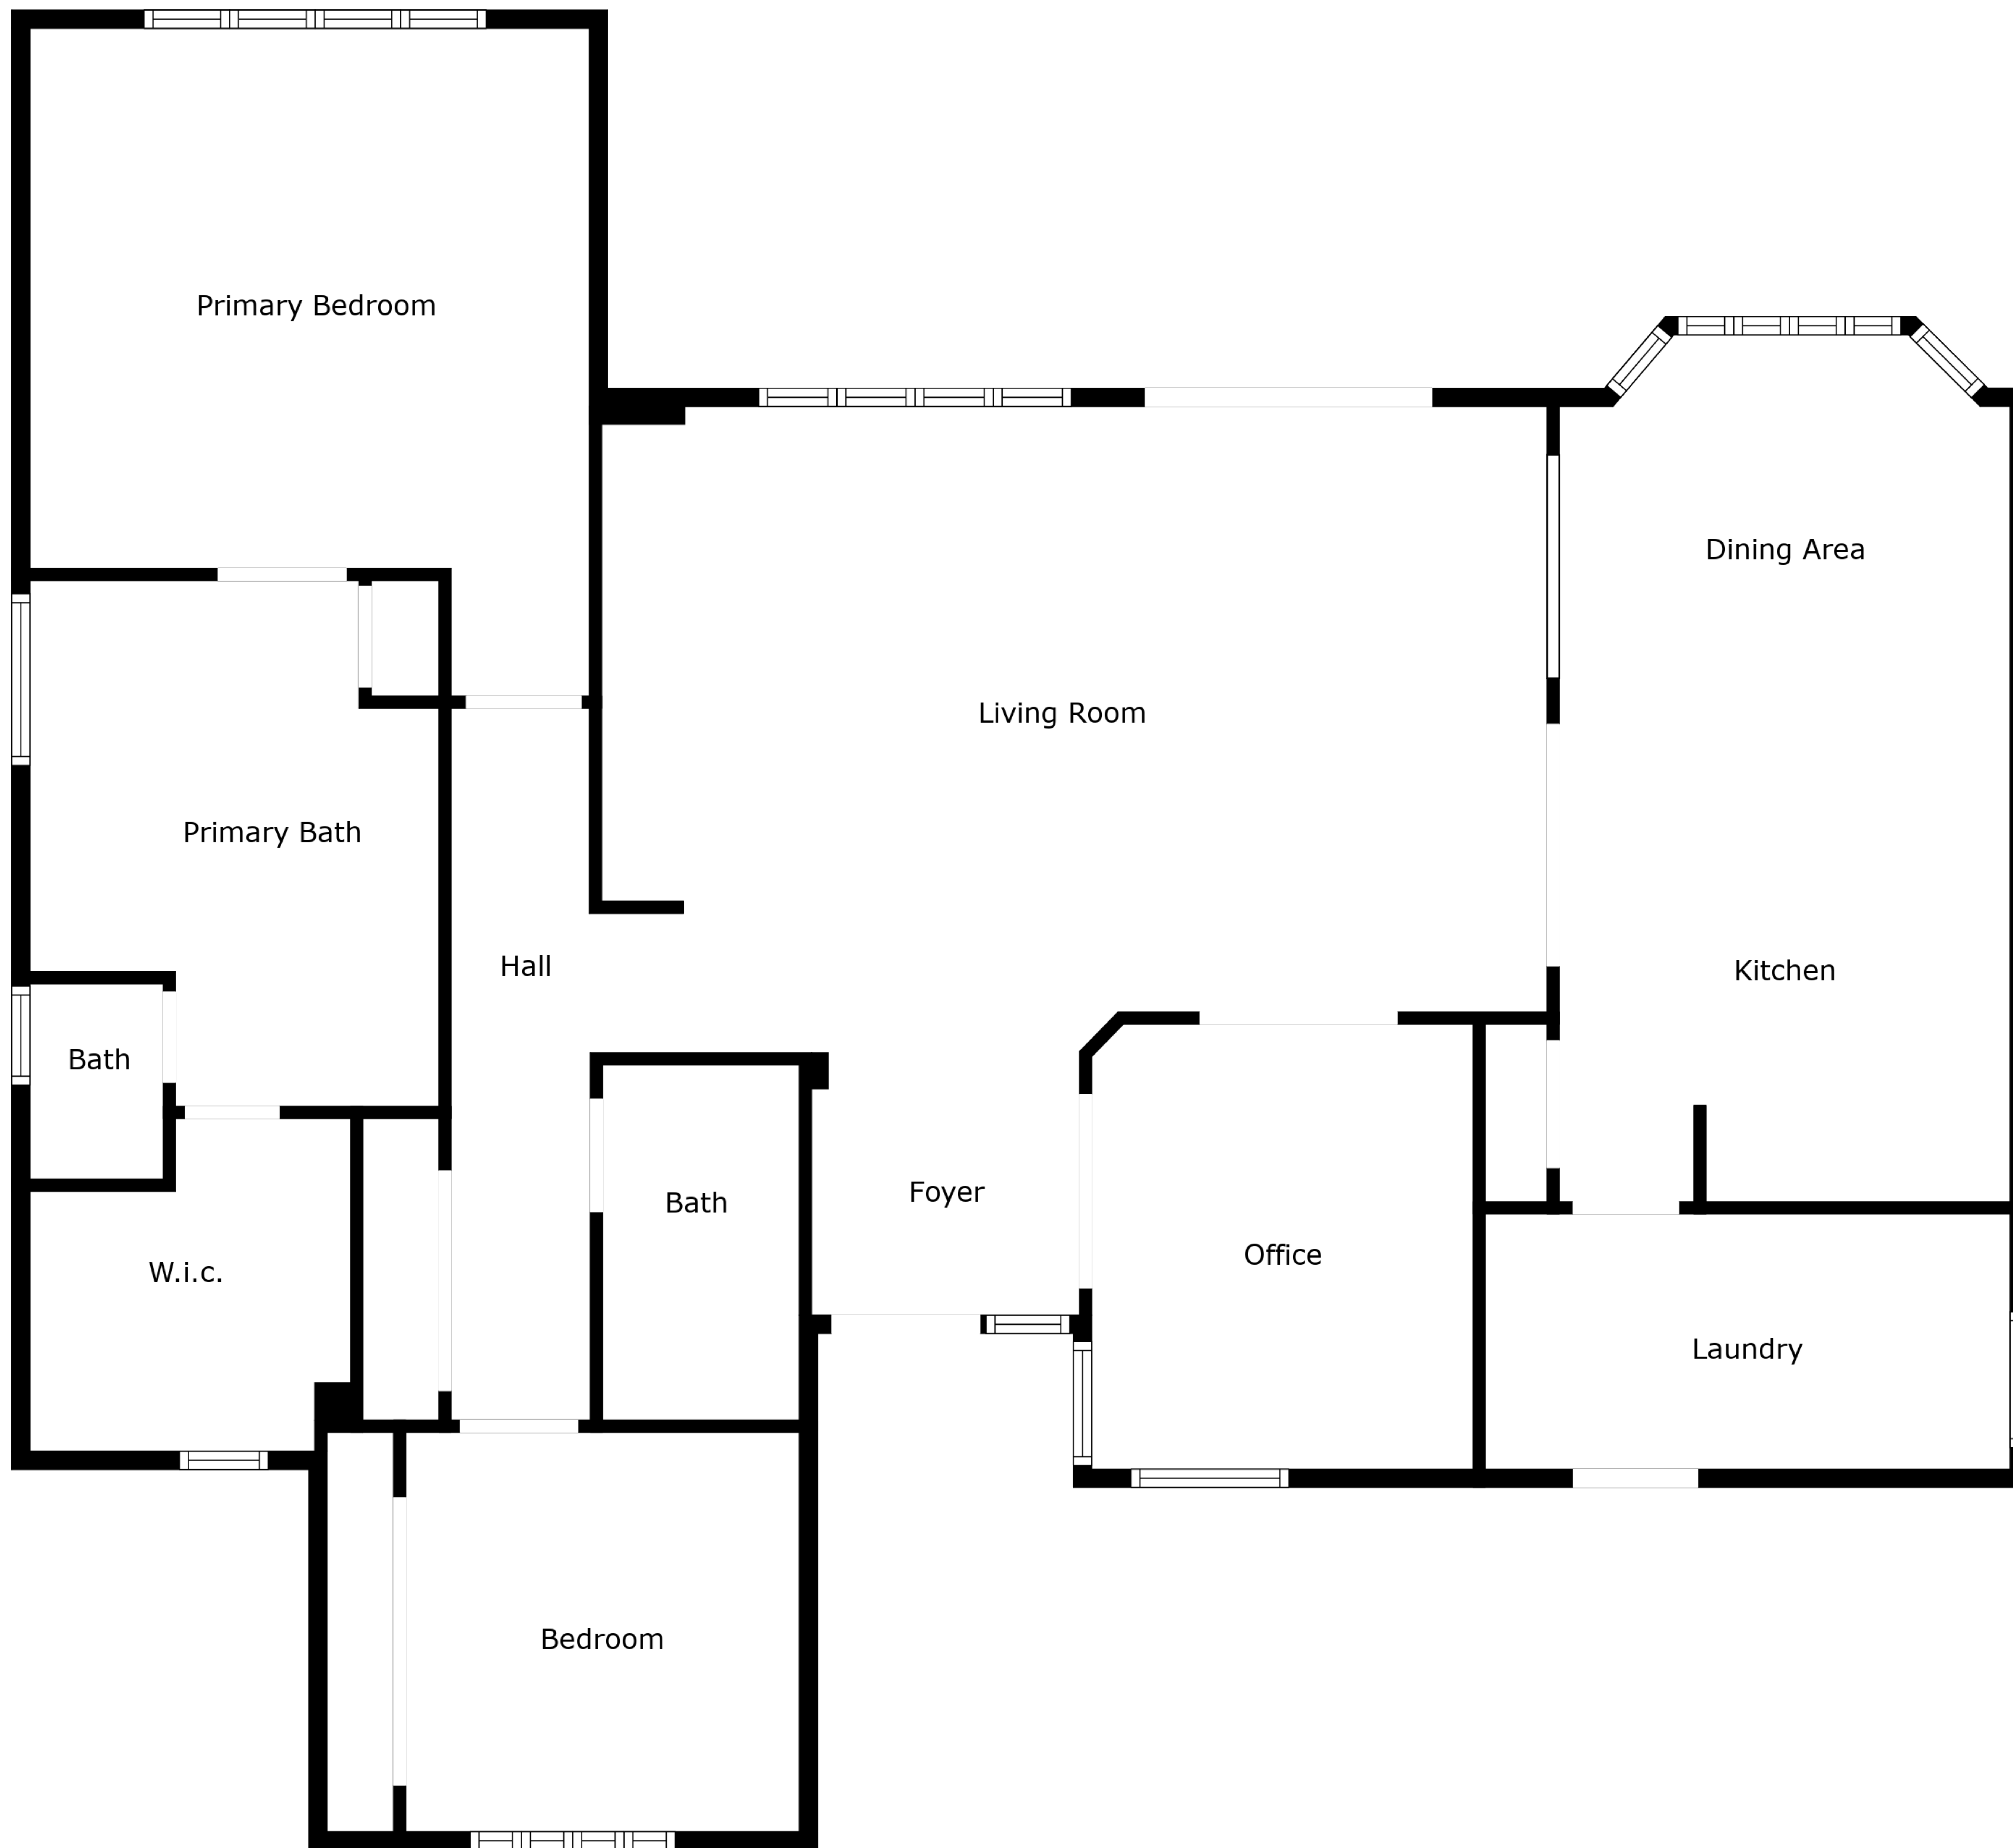 Primary Bedroom
Dining Area
Living Room
Primary Bath
Hall
Kitchen
Bath
Foyer
Bath
Office
W.i.c.
Laundry
Bedroom